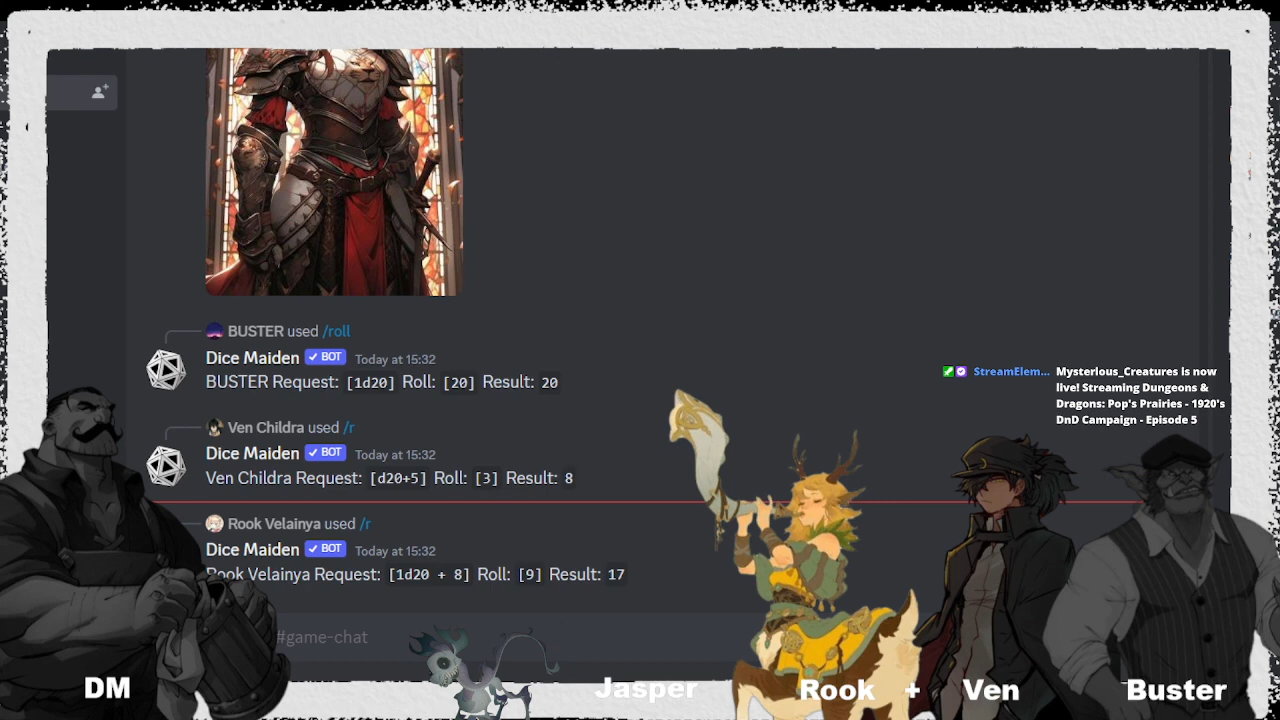 BUSTER used /roll
Dice Maiden ✓ BOT Today at 15:32
BUSTER Request: [1d20] Roll: [20] Result: 20
Ven Childra used /r
Dice Maiden ✓ BOT Today at 15:32
Ven Childra Request: [d20+5] Roll: [3] Result: 8
Rook Velainya used /r
Dice Maiden ✓ BOT Today at 15:32
Rook Velainya Request: [1d20 + 8] Roll: [9] Result: 17
#game-chat
StreamElem... Mysterious_Creatures is now
live! Streaming Dungeons &
Dragons: Pop's Prairies - 1920's
DnD Campaign - Episode 5
DM
Jasper
Rook + Ven
Buster